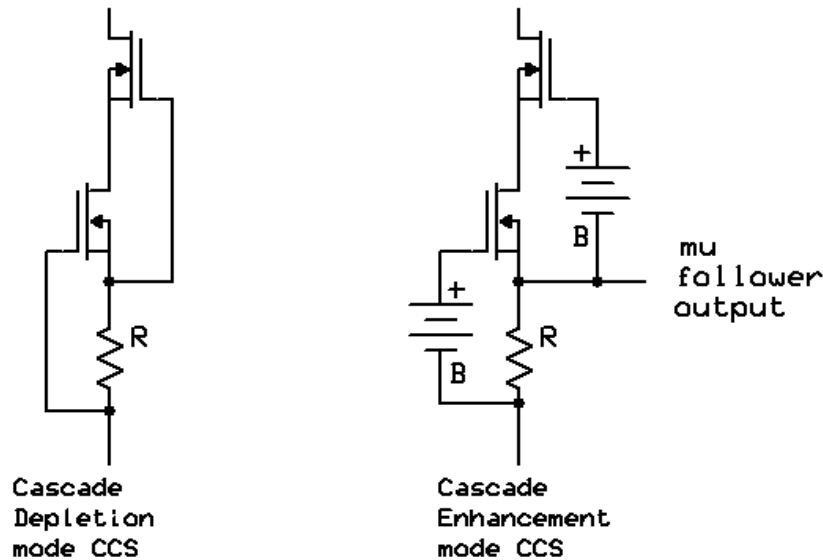 +
B
mu
follower
output
R
+
B
R
Cascade
Depletion
mode CCS
Cascade
Enhancement
mode CCS